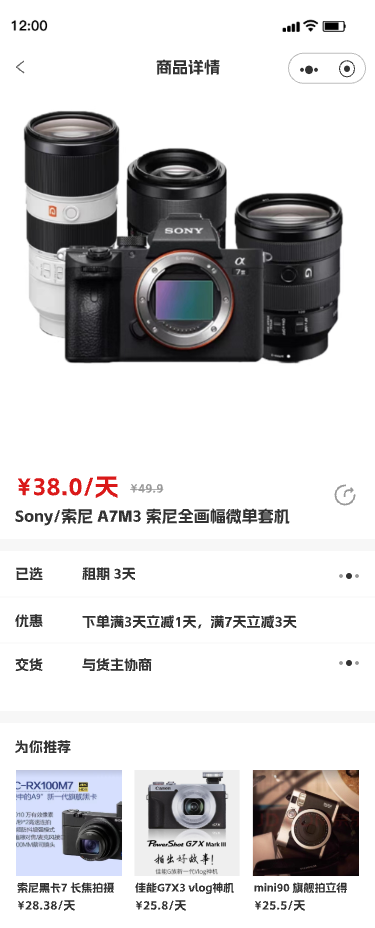 12:00
商品详情
SONY
α
7 III
G
¥38.0/天 ¥49.9
Sony/索尼 A7M3 索尼全画幅微单套机
已选 租期 3天
优惠 下单满3天立减1天，满7天立减3天
交货 与货主协商
为你推荐
C-RX100M7 4K
Canon
PowerShot G7X Mark III
拍出好故事!
索尼黑卡7 长焦拍摄
¥28.38/天
佳能G7X3 vlog神机
¥25.8/天
mini90 旗舰拍立得
¥25.5/天